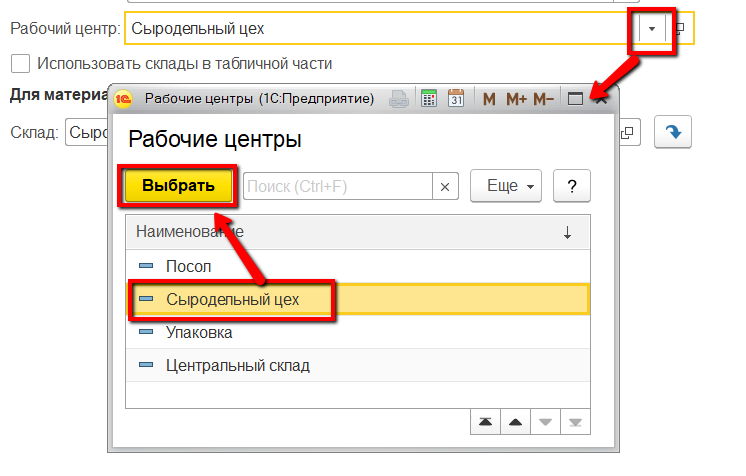 Рабочий центр: Сыродельный цех
Использовать склады в табличной части
Для материа
1С Рабочие центры (1С:Предприятие) 31 M M+ M−
Склад: Сыро
Рабочие центры
Выбрать Поиск (Ctrl+F) × Еще ?
Наименование
Посол
Сыродельный цех
Упаковка
Центральный склад